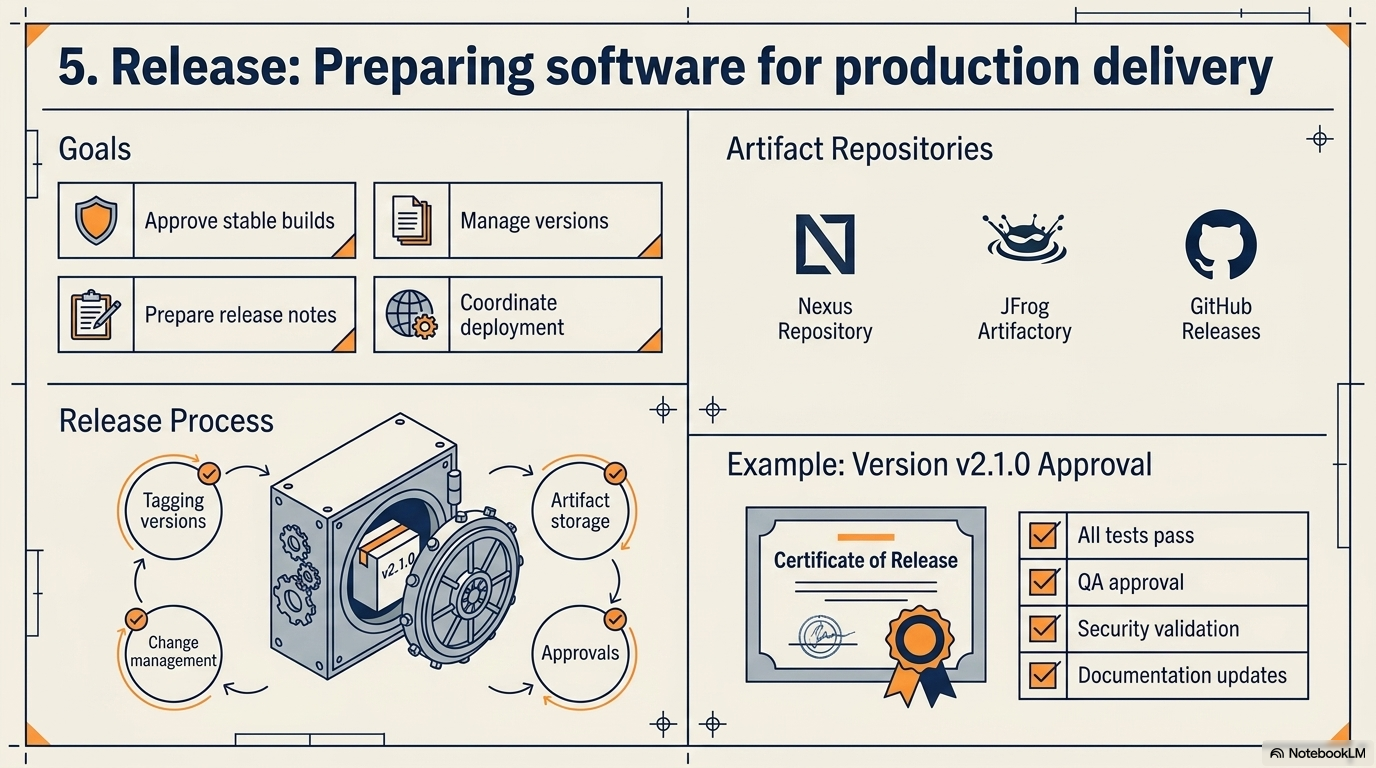 5. Release: Preparing software for production delivery
Goals
Approve stable builds
Manage versions
Prepare release notes
Coordinate
deployment
Artifact Repositories
Nexus
Repository
JFrog
Artifactory
GitHub
Releases
Release Process
Tagging
versions
Artifact
storage
v2.1.0
Change
management
Approvals
Example: Version v2.1.0 Approval
Certificate of Release
All tests pass
QA approval
Security validation
Documentation updates
NotebookLM